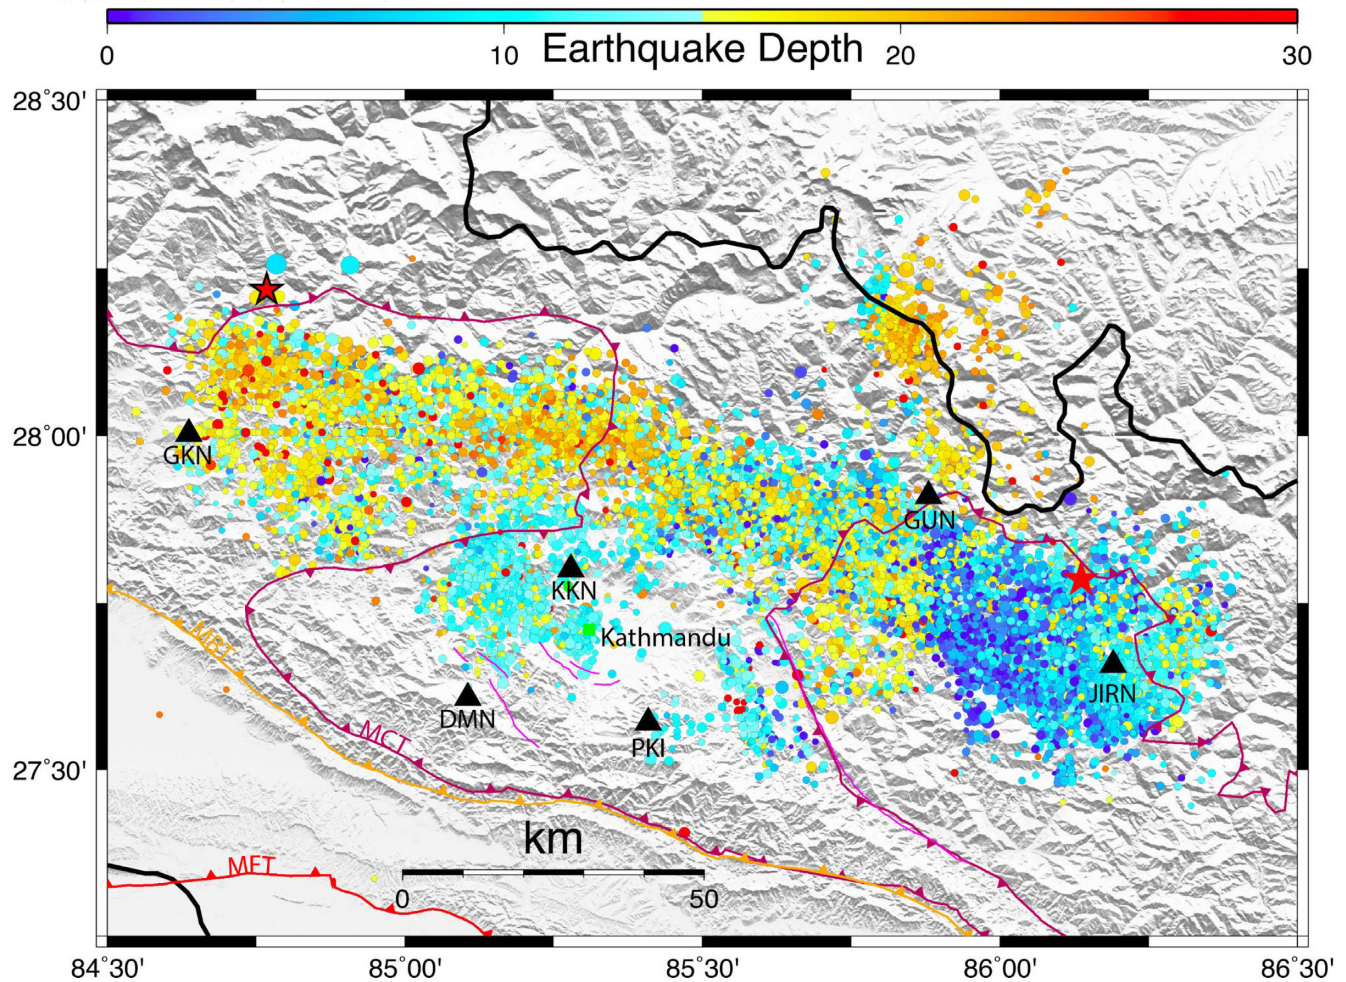 0 10 20 30
Earthquake Depth
28°30'
28°00'
27°30'
GKN
GUN
KKN
Kathmandu
JIRN
DMN
PKI
MBT
MCT
MFT
km
0 50
84°30' 85°00' 85°30' 86°00' 86°30'